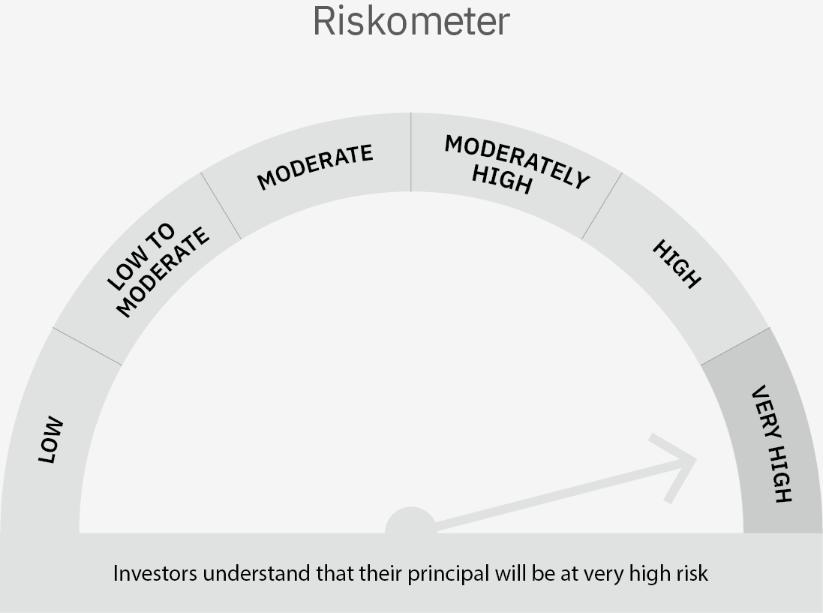 Riskometer
LOW
LOW TO
MODERATE
MODERATE
MODERATELY
HIGH
HIGH
VERY HIGH
Investors understand that their principal will be at very high risk